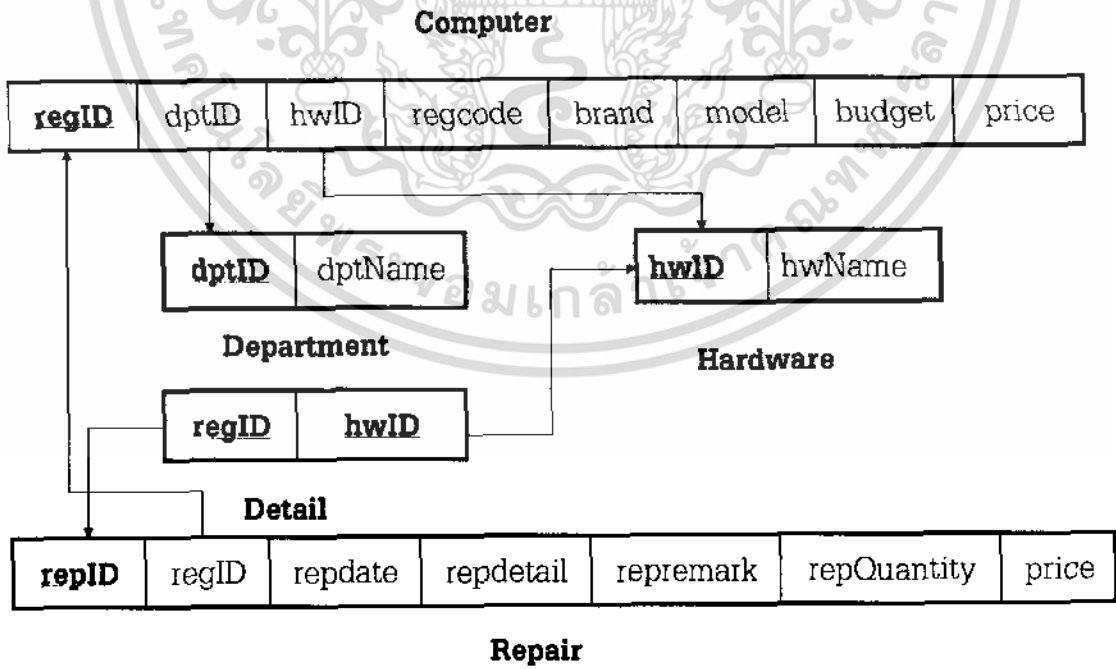 Computer
regID dptID hwID regcode brand model budget price
dptID dptName
hwID hwName
Department
Hardware
regID hwID
Detail
repID regID repdate repdetail repremark repQuantity price
Repair